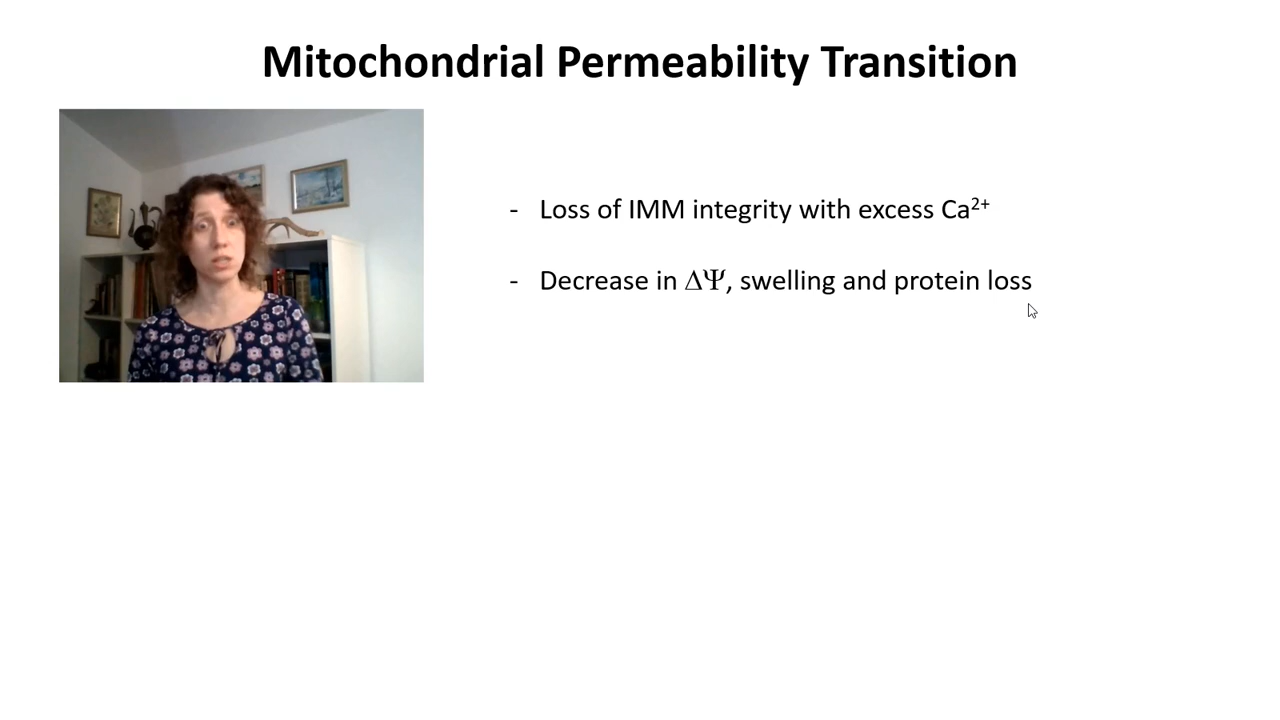 Mitochondrial Permeability Transition
- Loss of IMM integrity with excess Ca²⁺
- Decrease in ΔΨ, swelling and protein loss